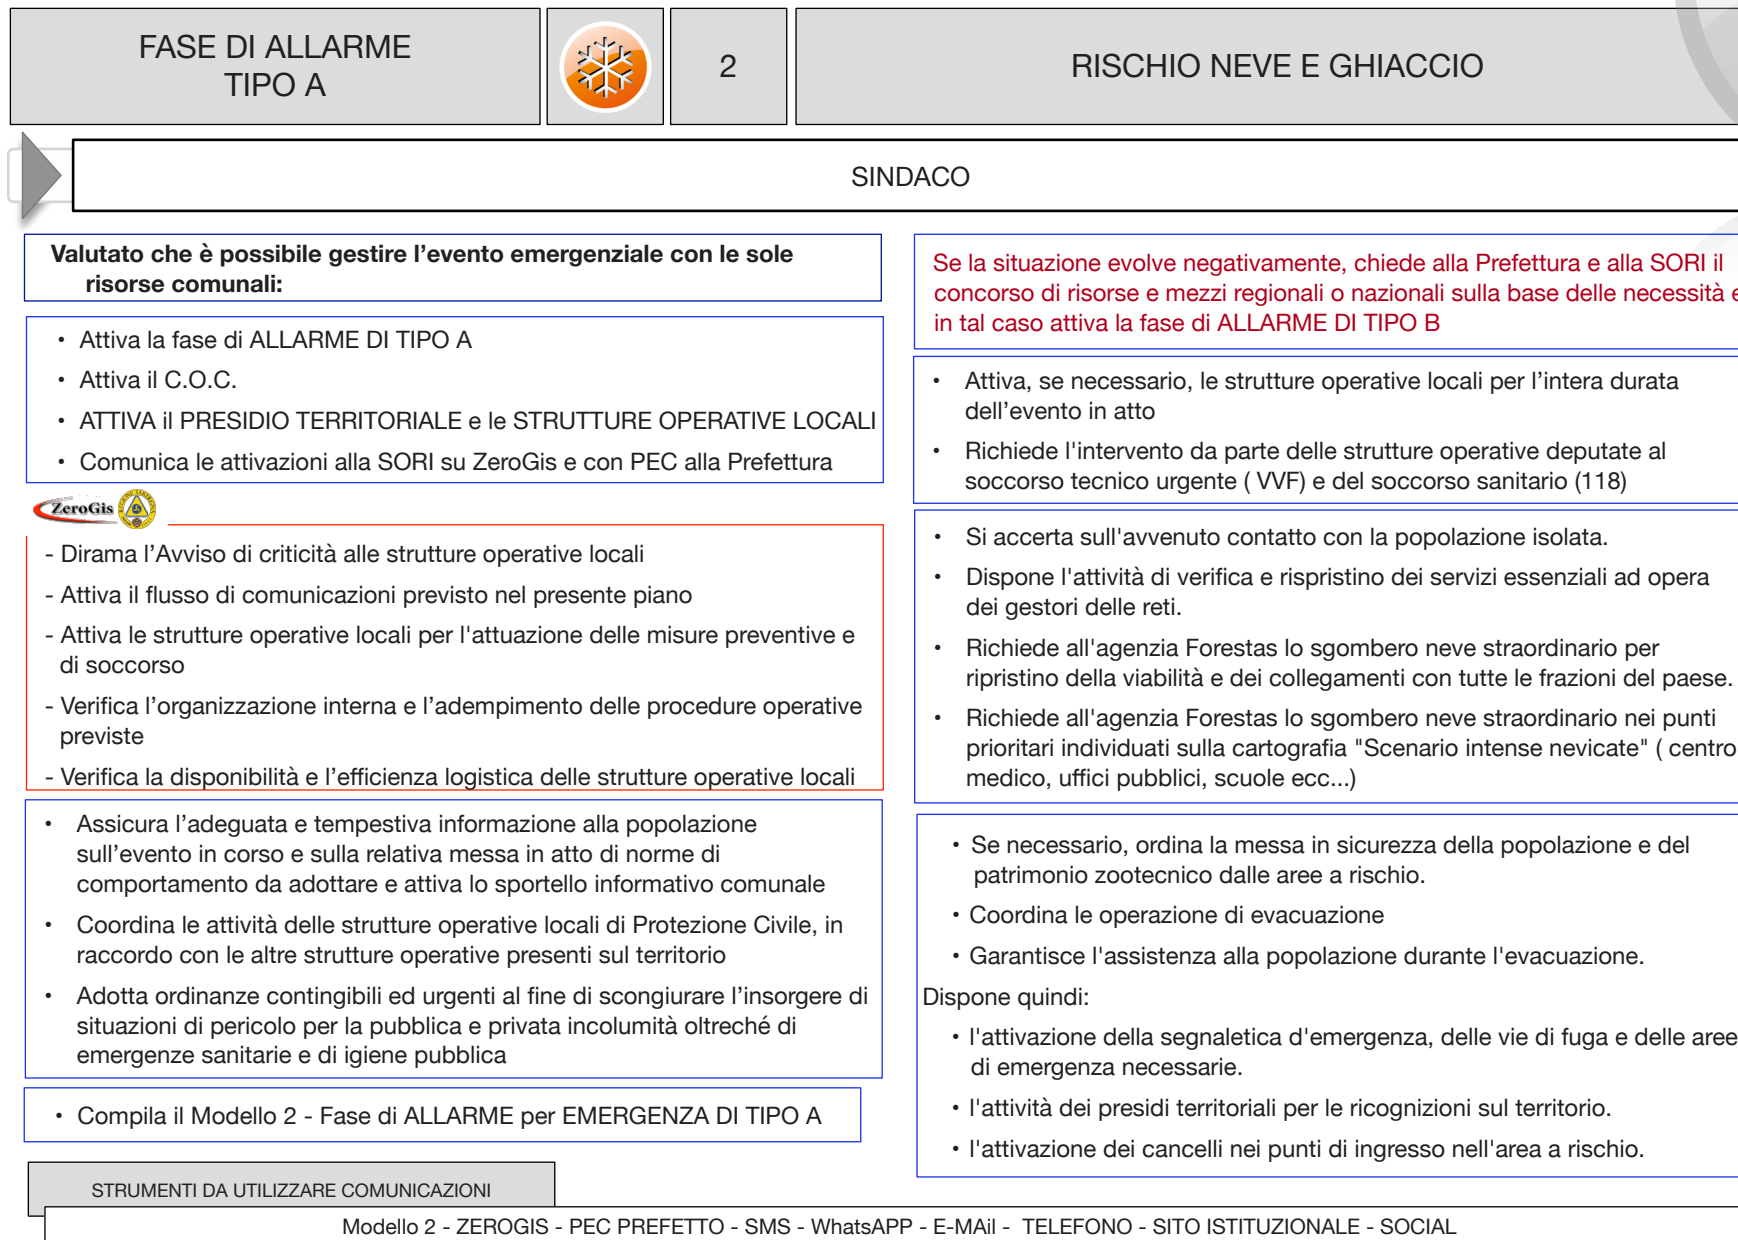 FASE DI ALLARME
TIPO A
2
RISCHIO NEVE E GHIACCIO
SINDACO
Valutato che è possibile gestire l’evento emergenziale con le sole
risorse comunali:
• Attiva la fase di ALLARME DI TIPO A
• Attiva il C.O.C.
• ATTIVA il PRESIDIO TERRITORIALE e le STRUTTURE OPERATIVE LOCALI
• Comunica le attivazioni alla SORI su ZeroGis e con PEC alla Prefettura
ZeroGis
- Dirama l’Avviso di criticità alle strutture operative locali
- Attiva il flusso di comunicazioni previsto nel presente piano
- Attiva le strutture operative locali per l'attuazione delle misure preventive e
di soccorso
- Verifica l’organizzazione interna e l’adempimento delle procedure operative
previste
- Verifica la disponibilità e l’efficienza logistica delle strutture operative locali
• Assicura l’adeguata e tempestiva informazione alla popolazione
sull’evento in corso e sulla relativa messa in atto di norme di
comportamento da adottare e attiva lo sportello informativo comunale
• Coordina le attività delle strutture operative locali di Protezione Civile, in
raccordo con le altre strutture operative presenti sul territorio
• Adotta ordinanze contingibili ed urgenti al fine di scongiurare l’insorgere di
situazioni di pericolo per la pubblica e privata incolumità oltreché di
emergenze sanitarie e di igiene pubblica
• Compila il Modello 2 - Fase di ALLARME per EMERGENZA DI TIPO A
Se la situazione evolve negativamente, chiede alla Prefettura e alla SORI il
concorso di risorse e mezzi regionali o nazionali sulla base delle necessità e
in tal caso attiva la fase di ALLARME DI TIPO B
• Attiva, se necessario, le strutture operative locali per l’intera durata
dell’evento in atto
• Richiede l'intervento da parte delle strutture operative deputate al
soccorso tecnico urgente ( VVF) e del soccorso sanitario (118)
• Si accerta sull'avvenuto contatto con la popolazione isolata.
• Dispone l'attività di verifica e rispristino dei servizi essenziali ad opera
dei gestori delle reti.
• Richiede all'agenzia Forestas lo sgombero neve straordinario per
ripristino della viabilità e dei collegamenti con tutte le frazioni del paese.
• Richiede all'agenzia Forestas lo sgombero neve straordinario nei punti
prioritari individuati sulla cartografia "Scenario intense nevicate" ( centro
medico, uffici pubblici, scuole ecc...)
• Se necessario, ordina la messa in sicurezza della popolazione e del
patrimonio zootecnico dalle aree a rischio.
• Coordina le operazione di evacuazione
• Garantisce l'assistenza alla popolazione durante l'evacuazione.
Dispone quindi:
• l'attivazione della segnaletica d'emergenza, delle vie di fuga e delle aree
di emergenza necessarie.
• l'attività dei presidi territoriali per le ricognizioni sul territorio.
• l'attivazione dei cancelli nei punti di ingresso nell'area a rischio.
STRUMENTI DA UTILIZZARE COMUNICAZIONI
Modello 2 - ZEROGIS - PEC PREFETTO - SMS - WhatsAPP - E-MAil - TELEFONO - SITO ISTITUZIONALE - SOCIAL